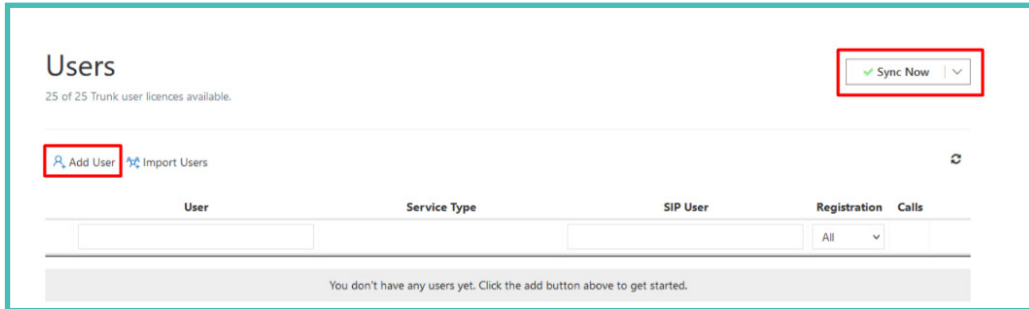 Users
Sync Now
25 of 25 Trunk user licences available.
Add User Import Users
User Service Type SIP User Registration Calls
All
You don't have any users yet. Click the add button above to get started.